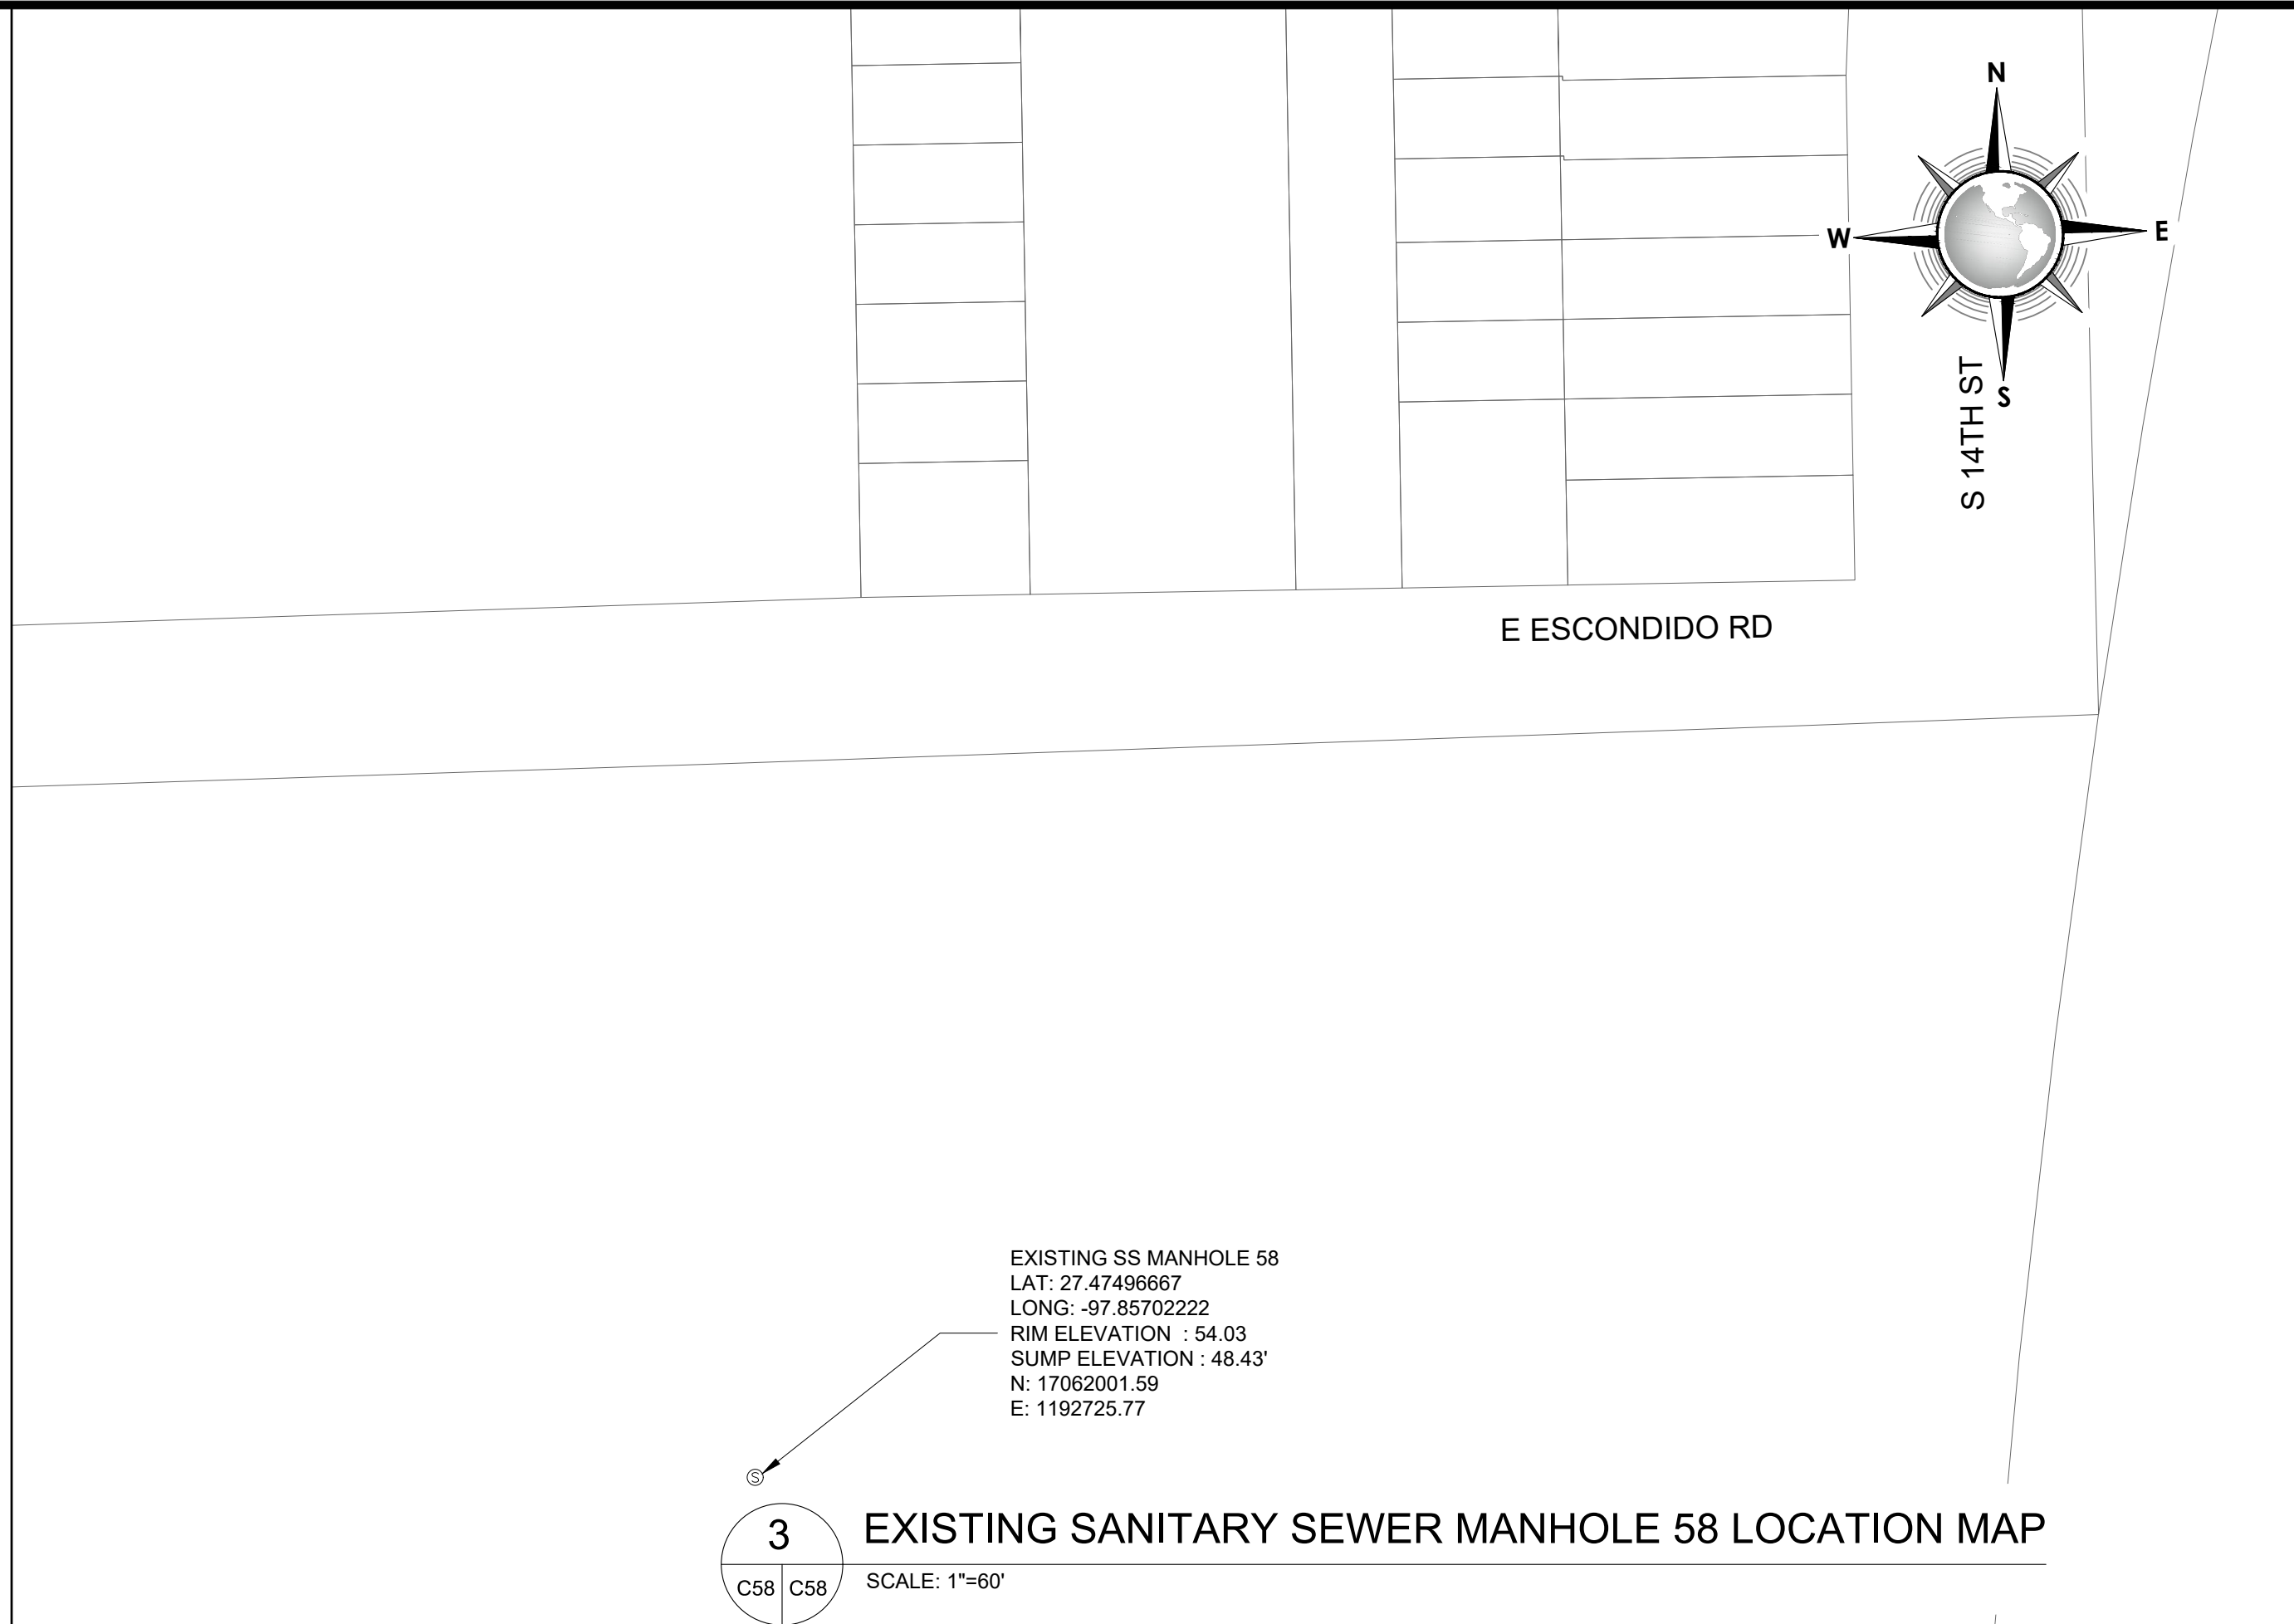 N
W
E
S
S 14TH ST
E ESCONDIDO RD
EXISTING SS MANHOLE 58
LAT: 27.47496667
LONG: -97.85702222
RIM ELEVATION : 54.03
SUMP ELEVATION : 48.43'
N: 17062001.59
E: 1192725.77
S
3
EXISTING SANITARY SEWER MANHOLE 58 LOCATION MAP
C58 C58
SCALE: 1"=60'